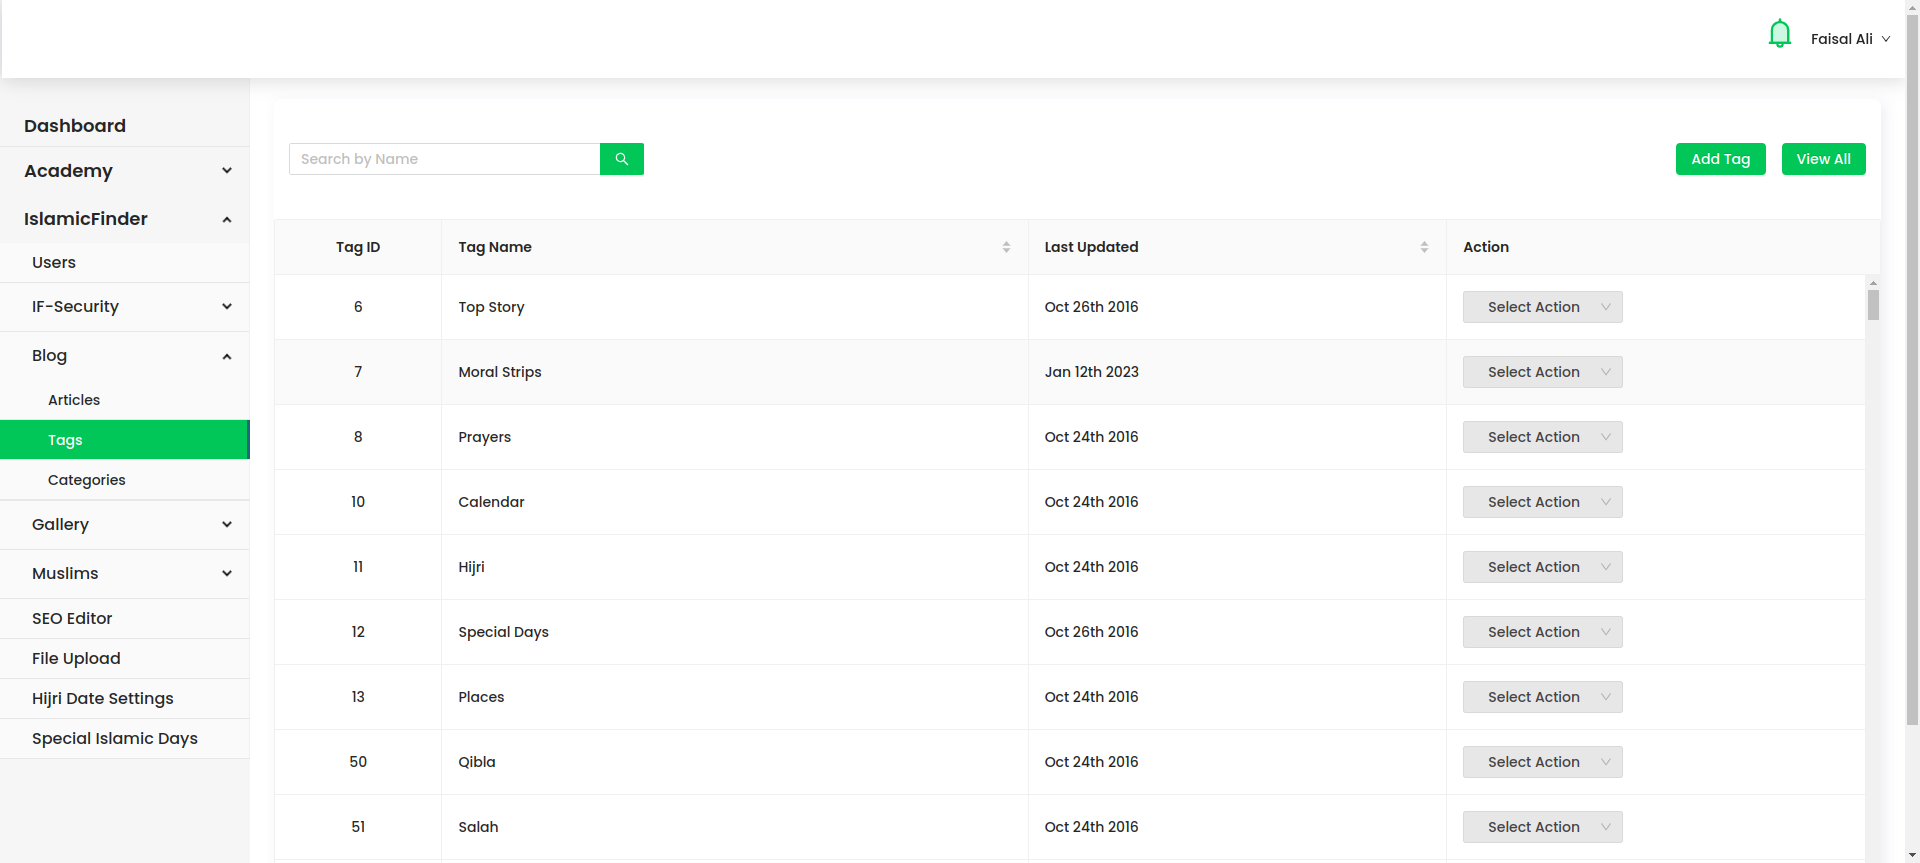 Faisal Ali
Dashboard
Academy
IslamicFinder
Users
IF-Security
Blog
Articles
Tags
Categories
Gallery
Muslims
SEO Editor
File Upload
Hijri Date Settings
Special Islamic Days
Search by Name
Add Tag View All
Tag ID Tag Name Last Updated Action
6 Top Story Oct 26th 2016 Select Action
7 Moral Strips Jan 12th 2023 Select Action
8 Prayers Oct 24th 2016 Select Action
10 Calendar Oct 24th 2016 Select Action
11 Hijri Oct 24th 2016 Select Action
12 Special Days Oct 26th 2016 Select Action
13 Places Oct 24th 2016 Select Action
50 Qibla Oct 24th 2016 Select Action
51 Salah Oct 24th 2016 Select Action